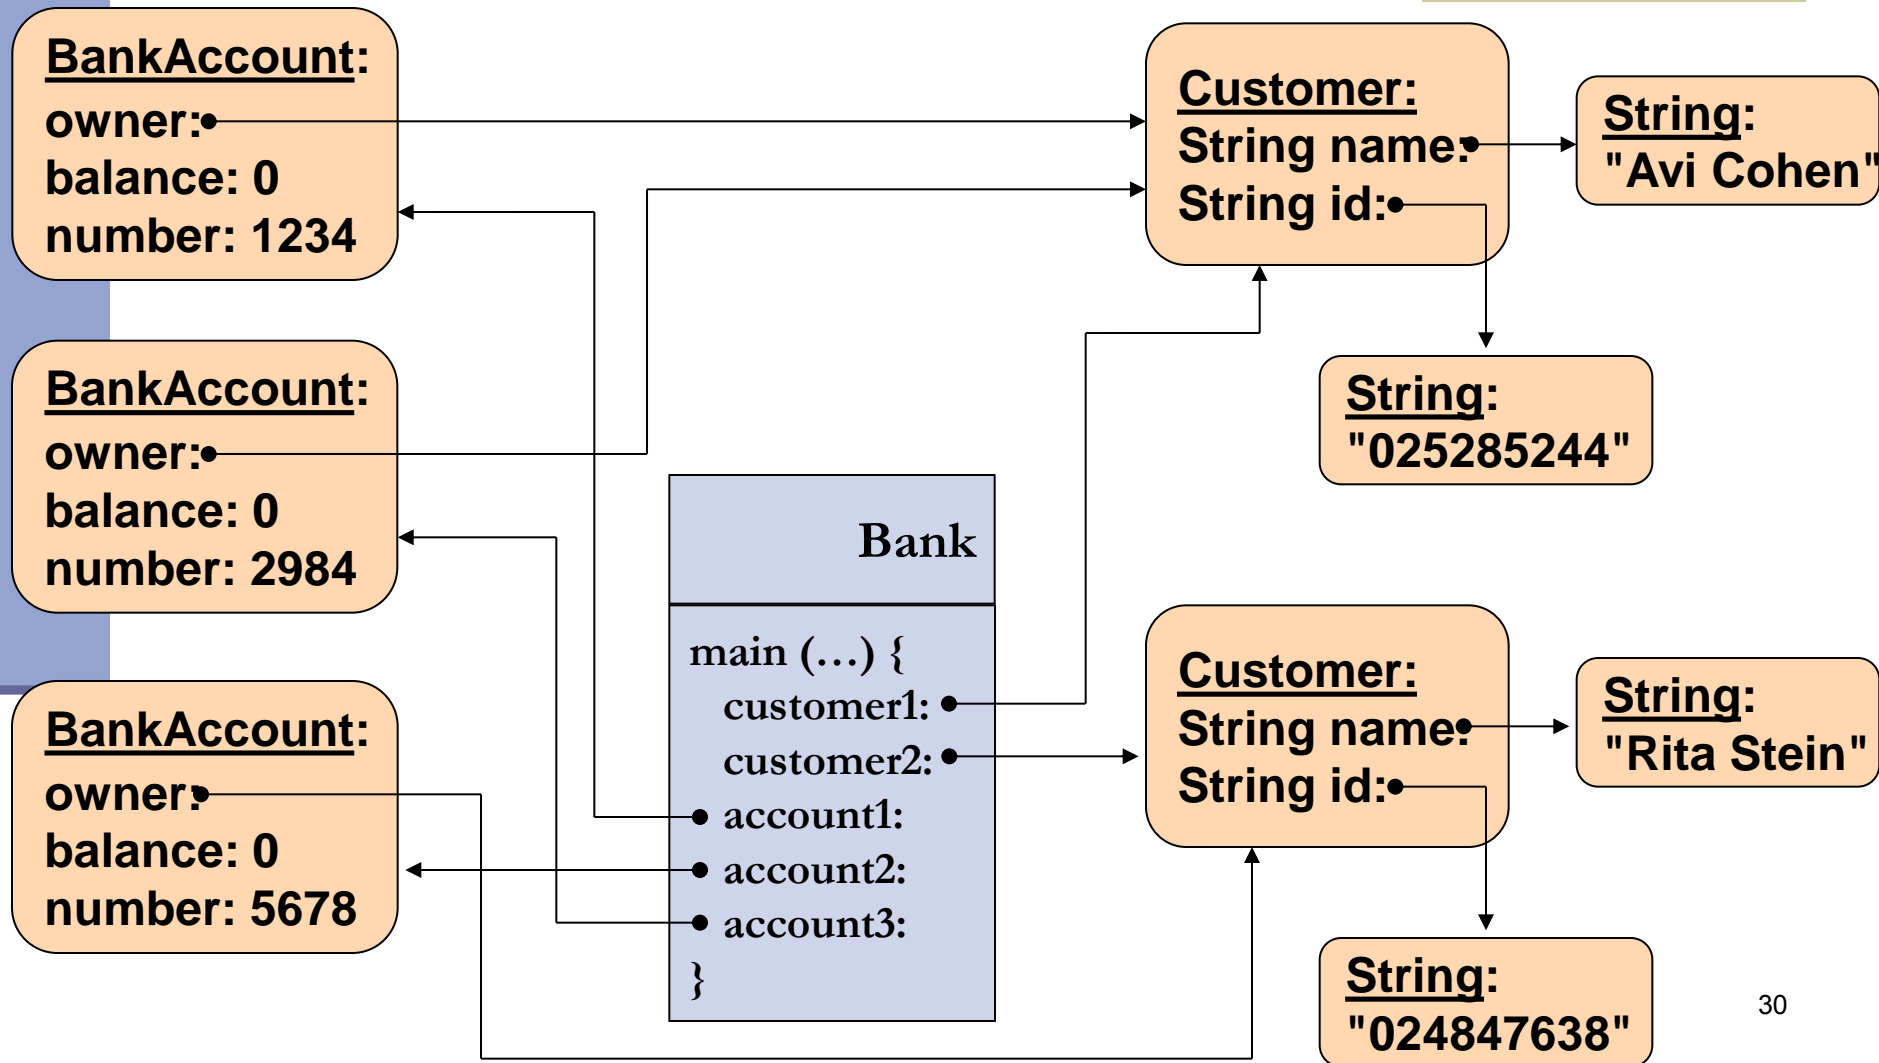 BankAccount:
owner:
balance: 0
number: 1234
Customer:
String name:
String id:
String:
"Avi Cohen"
String:
"025285244"
BankAccount:
owner:
balance: 0
number: 2984
Bank
main (…) {
customer1:
customer2:
account1:
account2:
account3:
}
BankAccount:
owner:
balance: 0
number: 5678
Customer:
String name:
String id:
String:
"Rita Stein"
String:
"024847638"
30